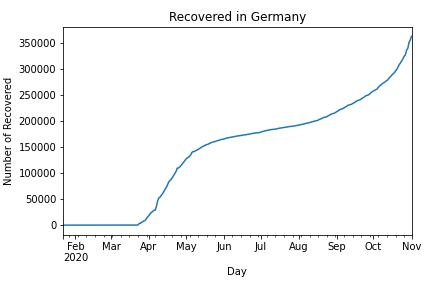 Recovered in Germany
Number of Recovered
350000
300000
250000
200000
150000
100000
50000
0
Feb Mar Apr May Jun Jul Aug Sep Oct Nov
2020
Day